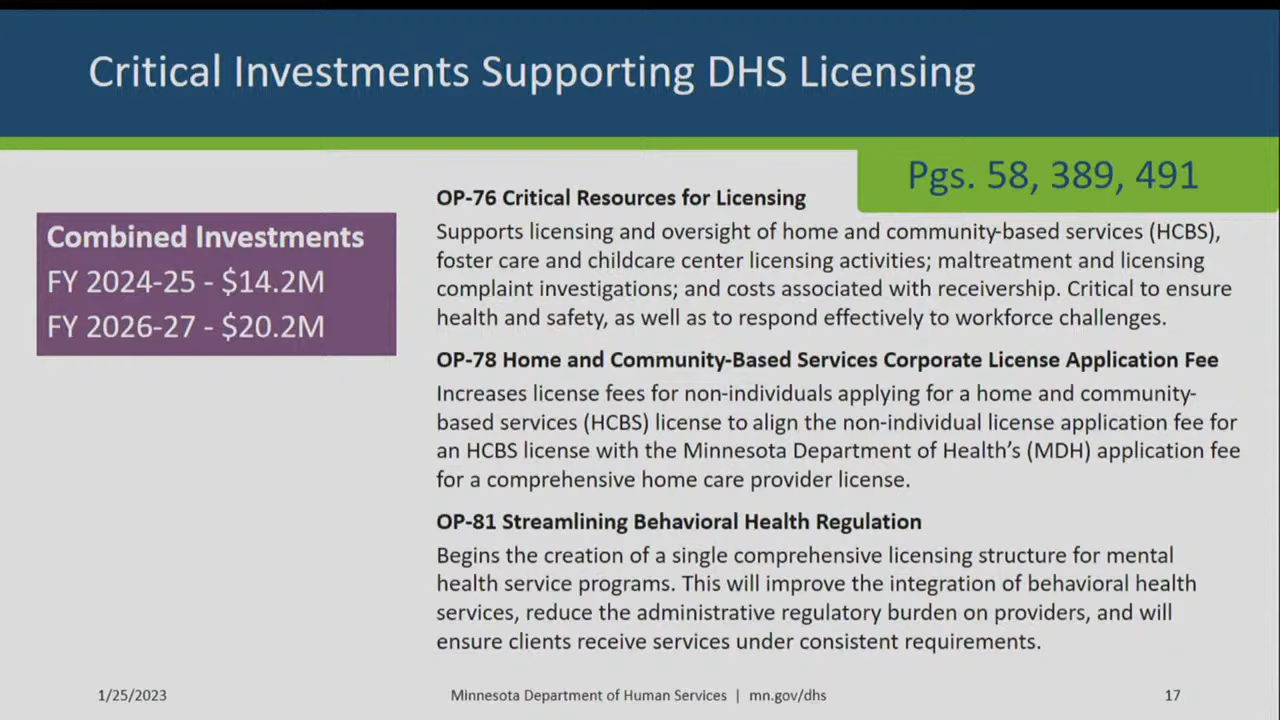 Critical Investments Supporting DHS Licensing
Pgs. 58, 389, 491
Combined Investments
FY 2024-25 - $14.2M
FY 2026-27 - $20.2M
OP-76 Critical Resources for Licensing
Supports licensing and oversight of home and community-based services (HCBS),
foster care and childcare center licensing activities; maltreatment and licensing
complaint investigations; and costs associated with receivership. Critical to ensure
health and safety, as well as to respond effectively to workforce challenges.
OP-78 Home and Community-Based Services Corporate License Application Fee
Increases license fees for non-individuals applying for a home and community-
based services (HCBS) license to align the non-individual license application fee for
an HCBS license with the Minnesota Department of Health’s (MDH) application fee
for a comprehensive home care provider license.
OP-81 Streamlining Behavioral Health Regulation
Begins the creation of a single comprehensive licensing structure for mental
health service programs. This will improve the integration of behavioral health
services, reduce the administrative regulatory burden on providers, and will
ensure clients receive services under consistent requirements.
1/25/2023
Minnesota Department of Human Services | mn.gov/dhs
17